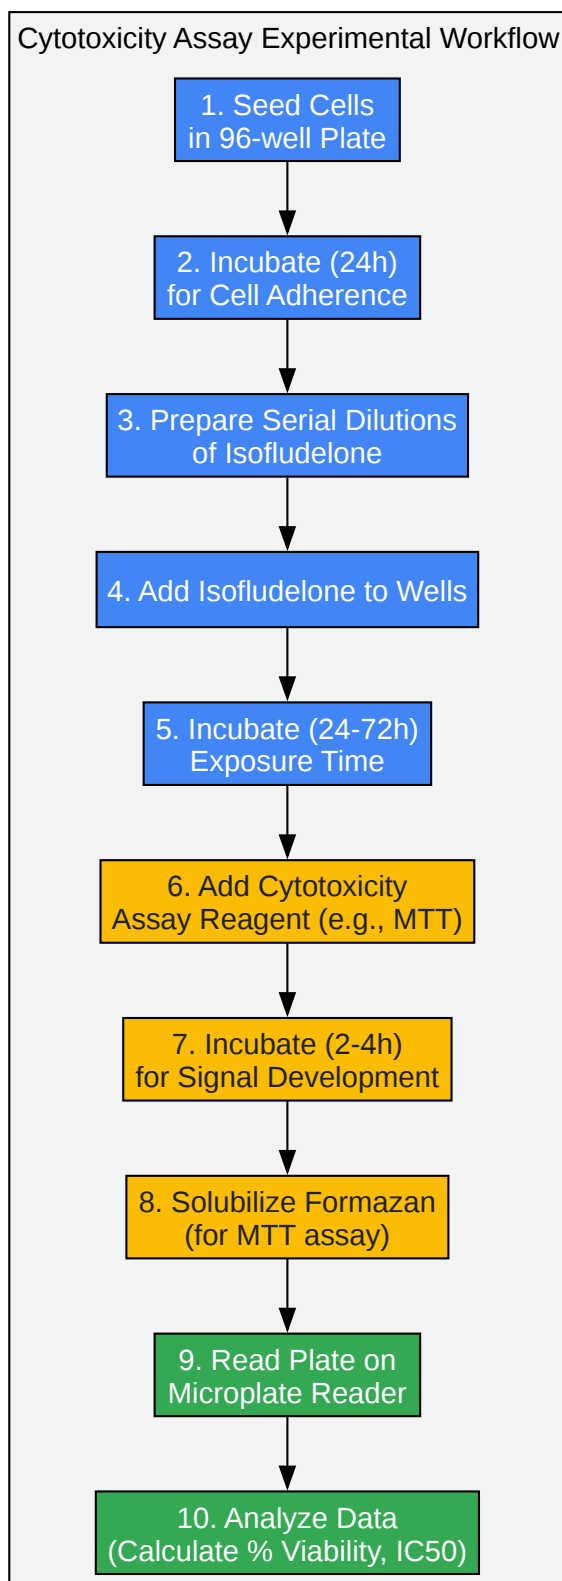 Cytotoxicity Assay Experimental Workflow
1. Seed Cells
in 96-well Plate
2. Incubate (24h)
for Cell Adherence
3. Prepare Serial Dilutions
of Isofludelone
4. Add Isofludelone to Wells
5. Incubate (24-72h)
Exposure Time
6. Add Cytotoxicity
Assay Reagent (e.g., MTT)
7. Incubate (2-4h)
for Signal Development
8. Solubilize Formazan
(for MTT assay)
9. Read Plate on
Microplate Reader
10. Analyze Data
(Calculate % Viability, IC50)